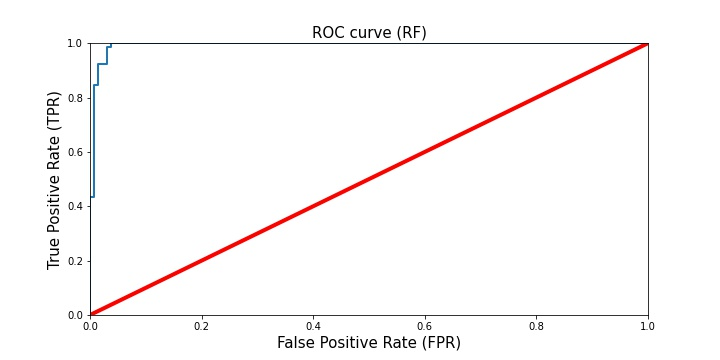 ROC curve (RF)
1.0
0.8
0.6
0.4
0.2
0.0
True Positive Rate (TPR)
0.0 0.2 0.4 0.6 0.8 1.0
False Positive Rate (FPR)